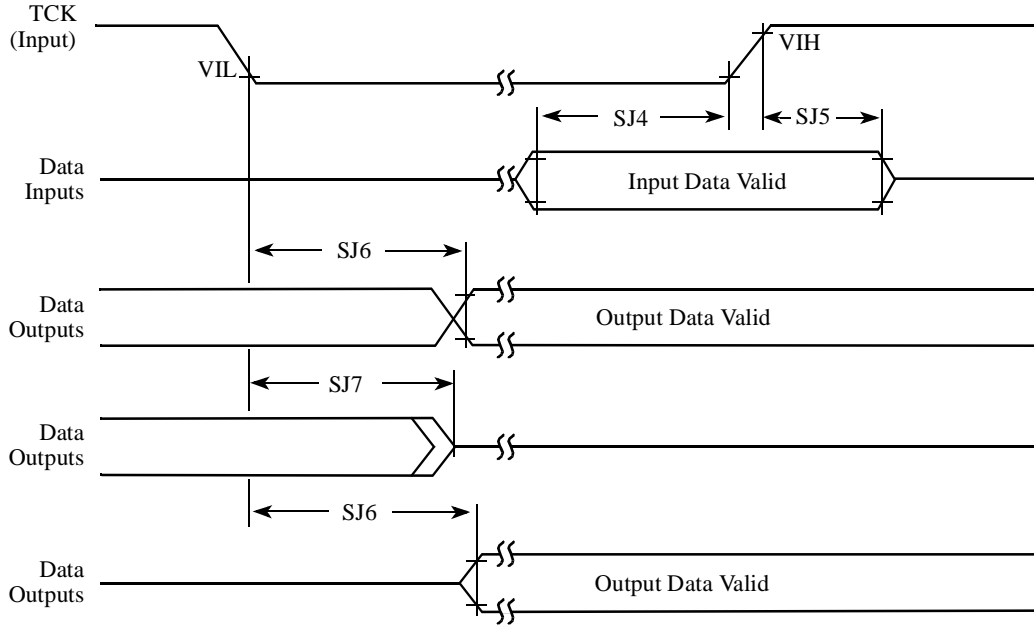 TCK
(Input)
VIL
VIH
SJ4
SJ5
Data
Inputs
Input Data Valid
SJ6
Data
Outputs
Output Data Valid
SJ7
Data
Outputs
SJ6
Data
Outputs
Output Data Valid